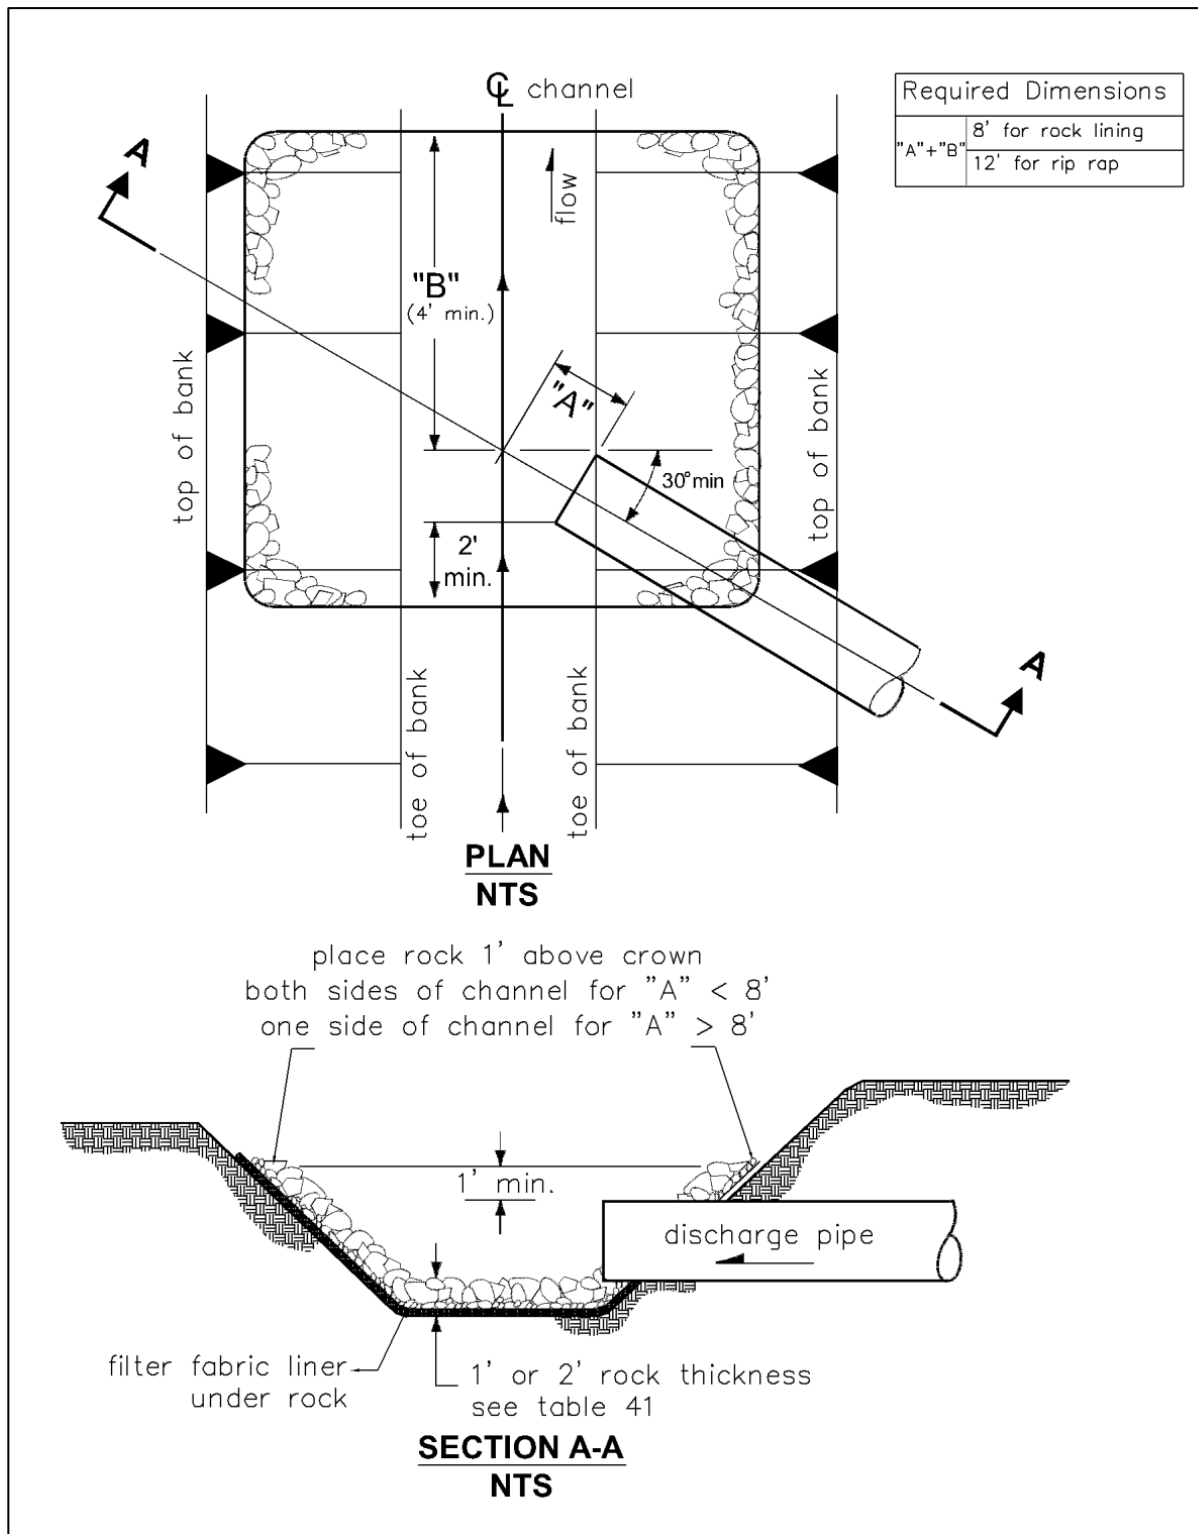 ℄ channel
Required Dimensions
"A"+"B"
8' for rock lining
12' for rip rap
A
flow
"B"
(4' min.)
"A"
30°min
top of bank
top of bank
2'
min.
toe of bank
toe of bank
A
PLAN
NTS
place rock 1' above crown
both sides of channel for "A" < 8'
one side of channel for "A" > 8'
1' min.
discharge pipe
filter fabric liner
under rock
1' or 2' rock thickness
see table 41
SECTION A-A
NTS